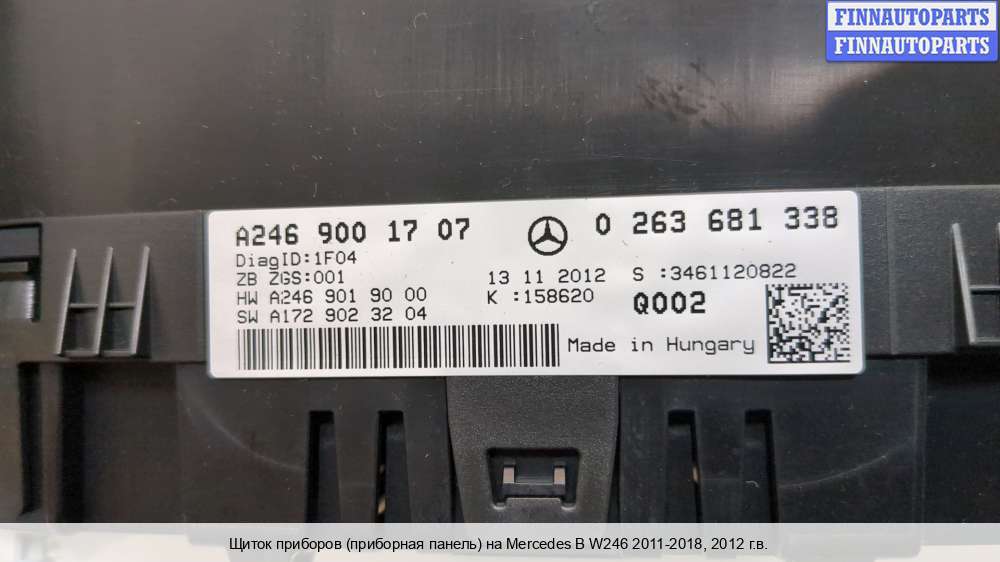 FINNAUTOPARTS
FINNAUTOPARTS
A246 900 17 07 0 263 681 338
DiagID:1F04
ZB ZGS:001 13 11 2012 S :3461120822
HW A246 901 90 00 K :158620 Q002
SW A172 902 32 04
Made in Hungary
Щиток приборов (приборная панель) на Mercedes B W246 2011-2018, 2012 г.в.